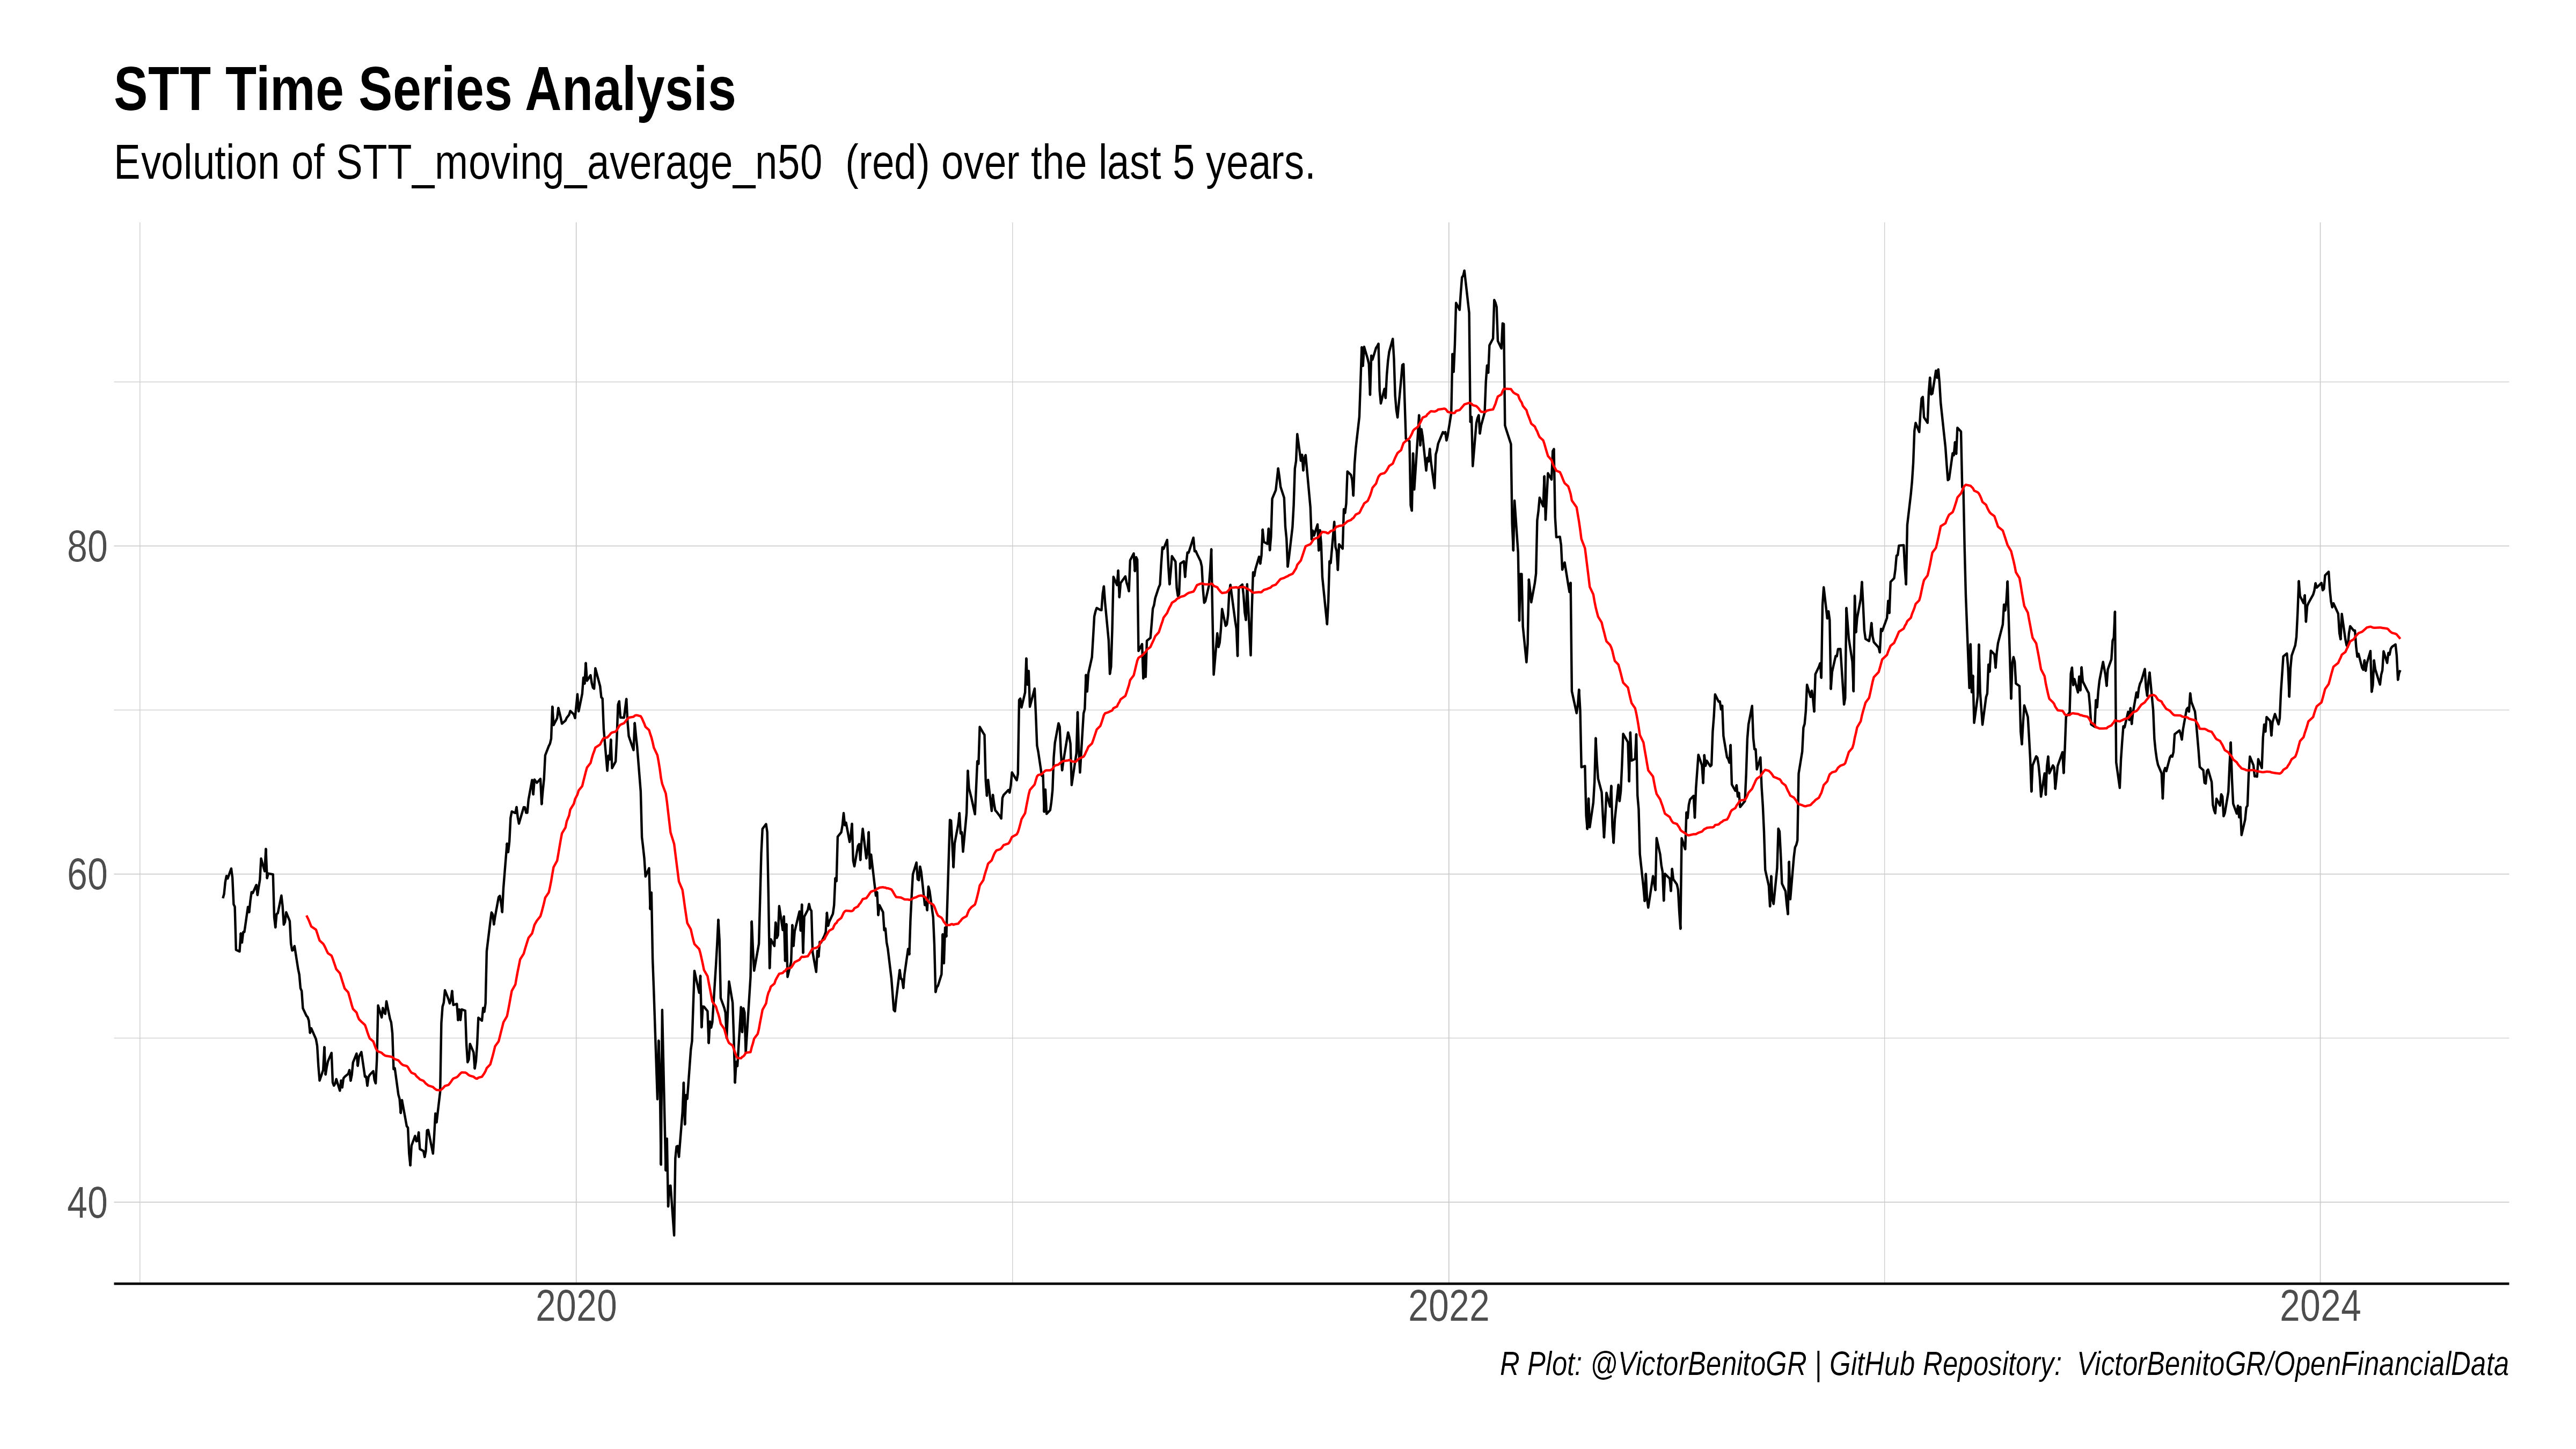 STT Time Series Analysis
Evolution of STT_moving_average_n50  (red) over the last 5 years.
80
60
40
2020
2022
2024
R Plot: @VictorBenitoGR | GitHub Repository:  VictorBenitoGR/OpenFinancialData